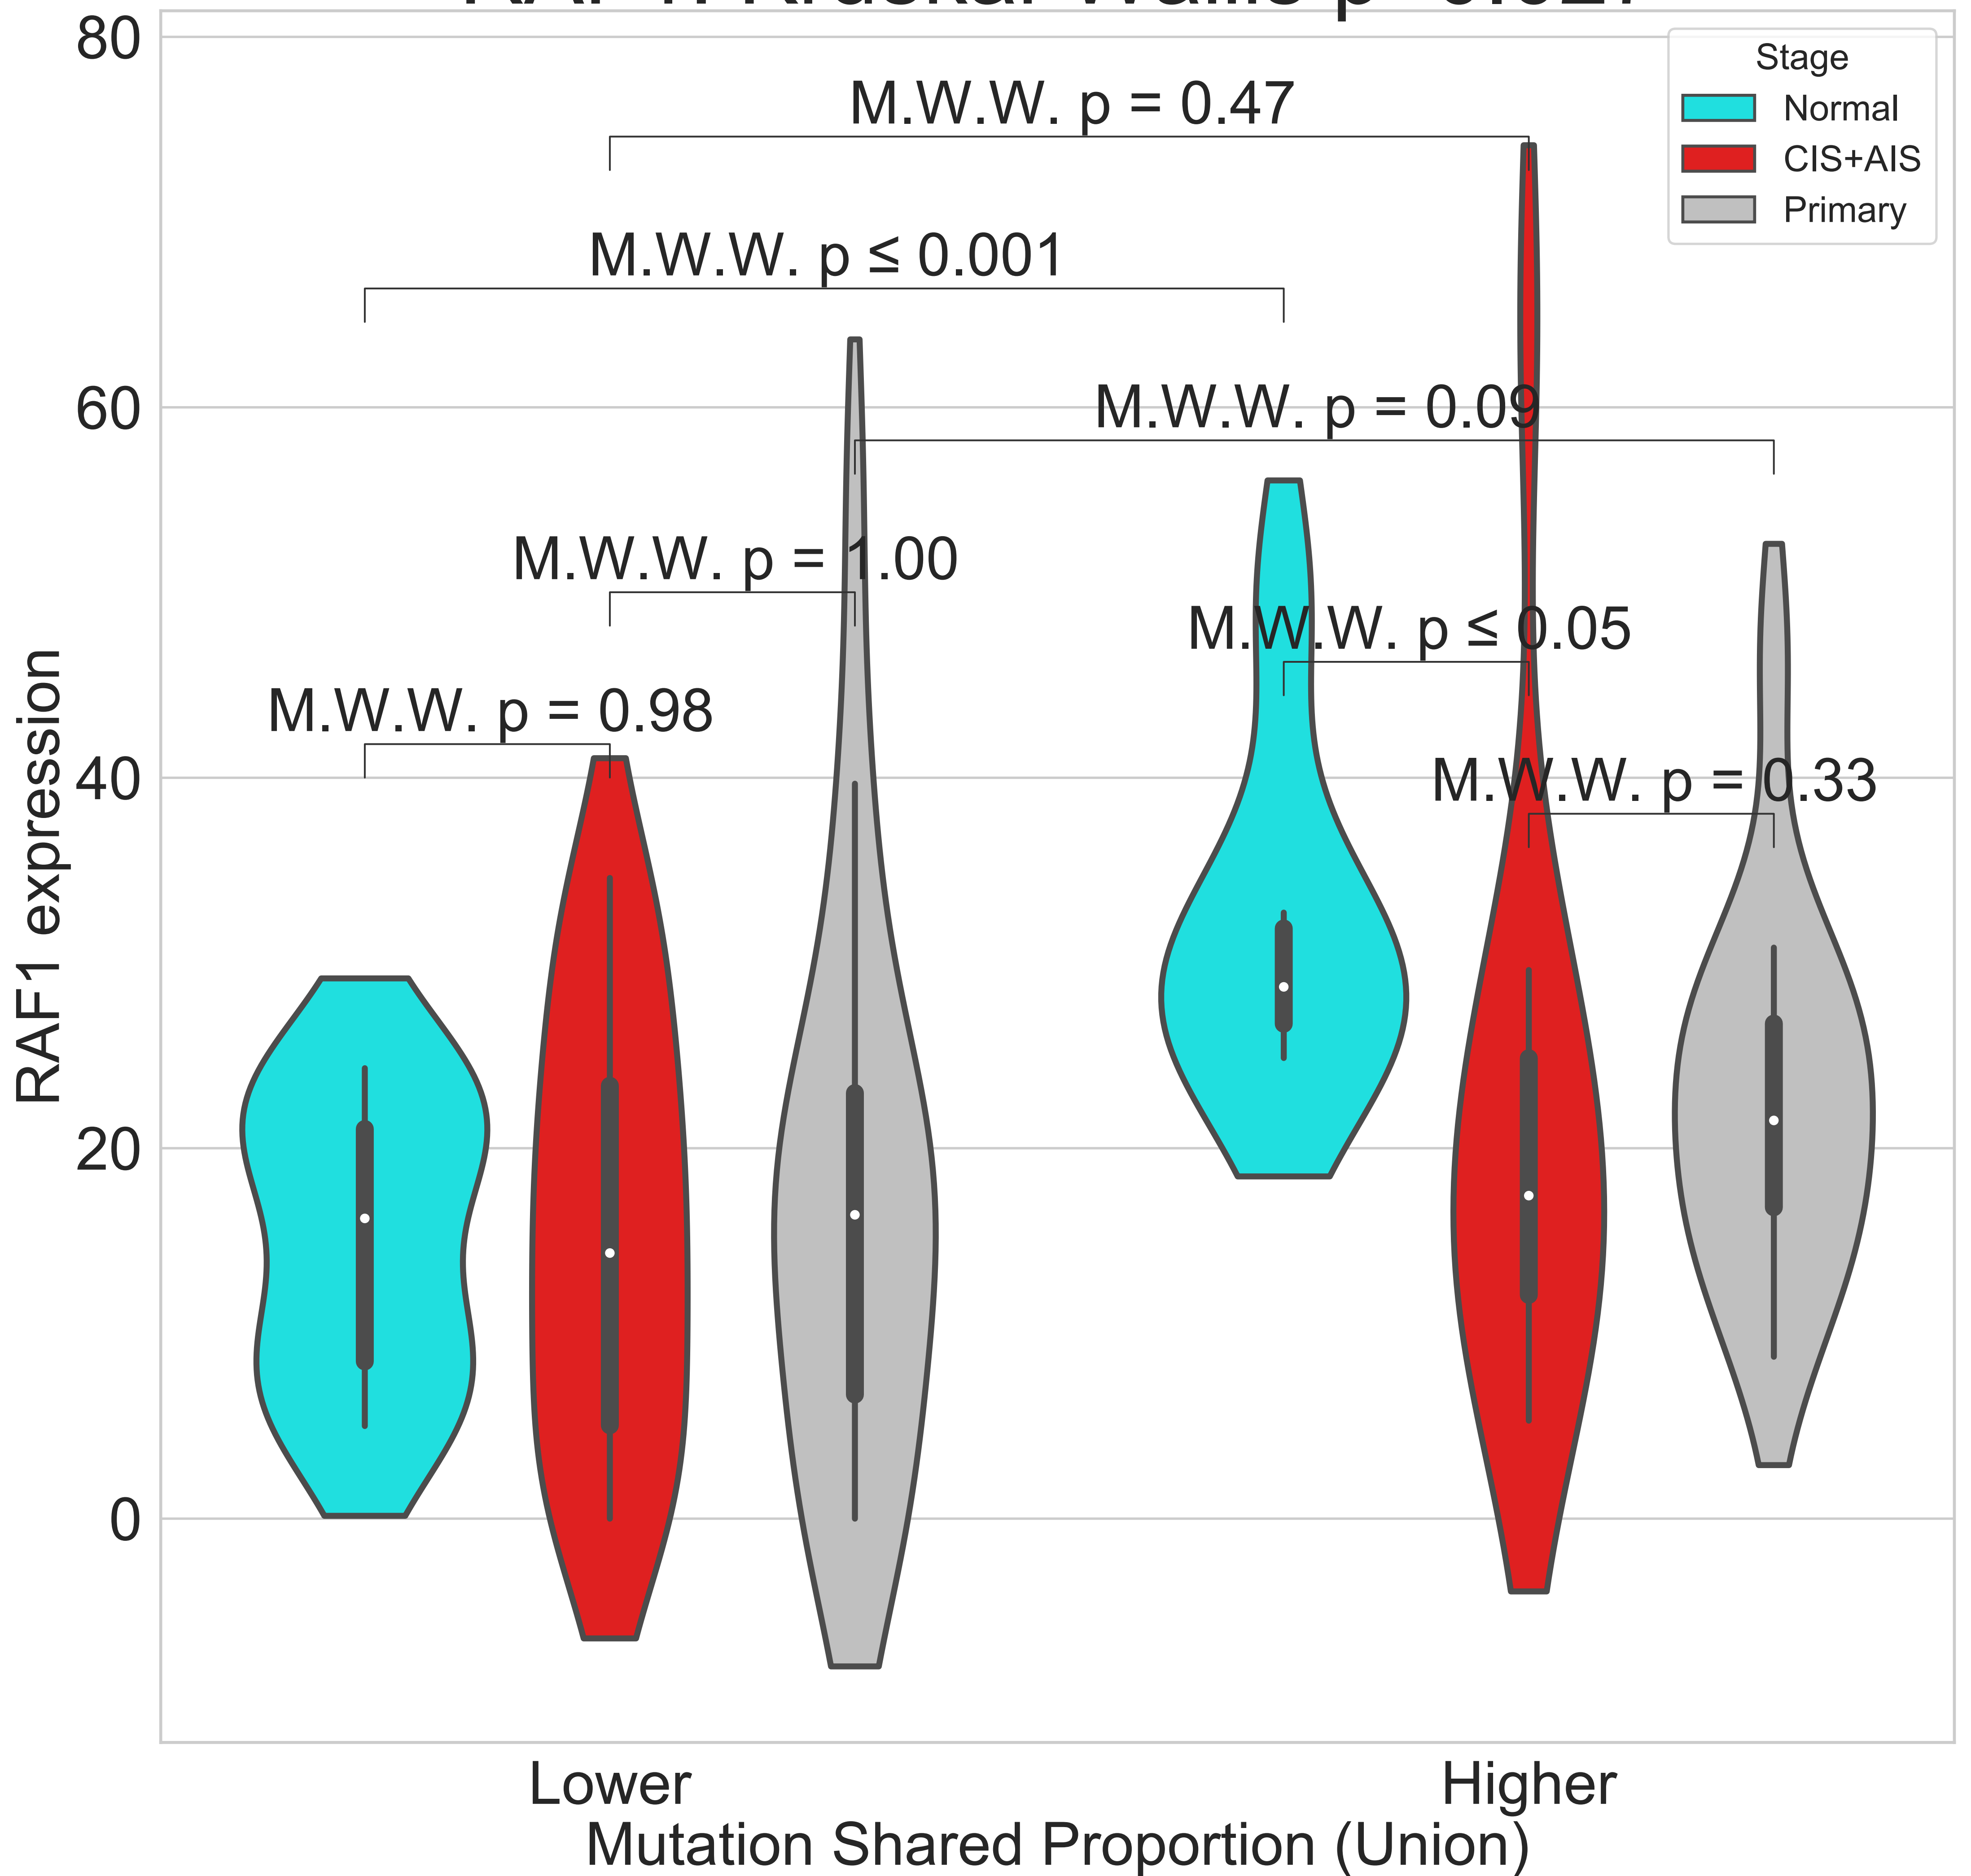 80
Stage
Normal
CIS+AIS
Primary
M.W.W. p = 0.47
M.W.W. p ≤ 0.001
60
M.W.W. p = 0.09
M.W.W. p = 1.00
M.W.W. p ≤ 0.05
M.W.W. p = 0.98
40
M.W.W. p = 0.33
RAF1 expression
20
0
Lower
Higher
Mutation Shared Proportion (Union)